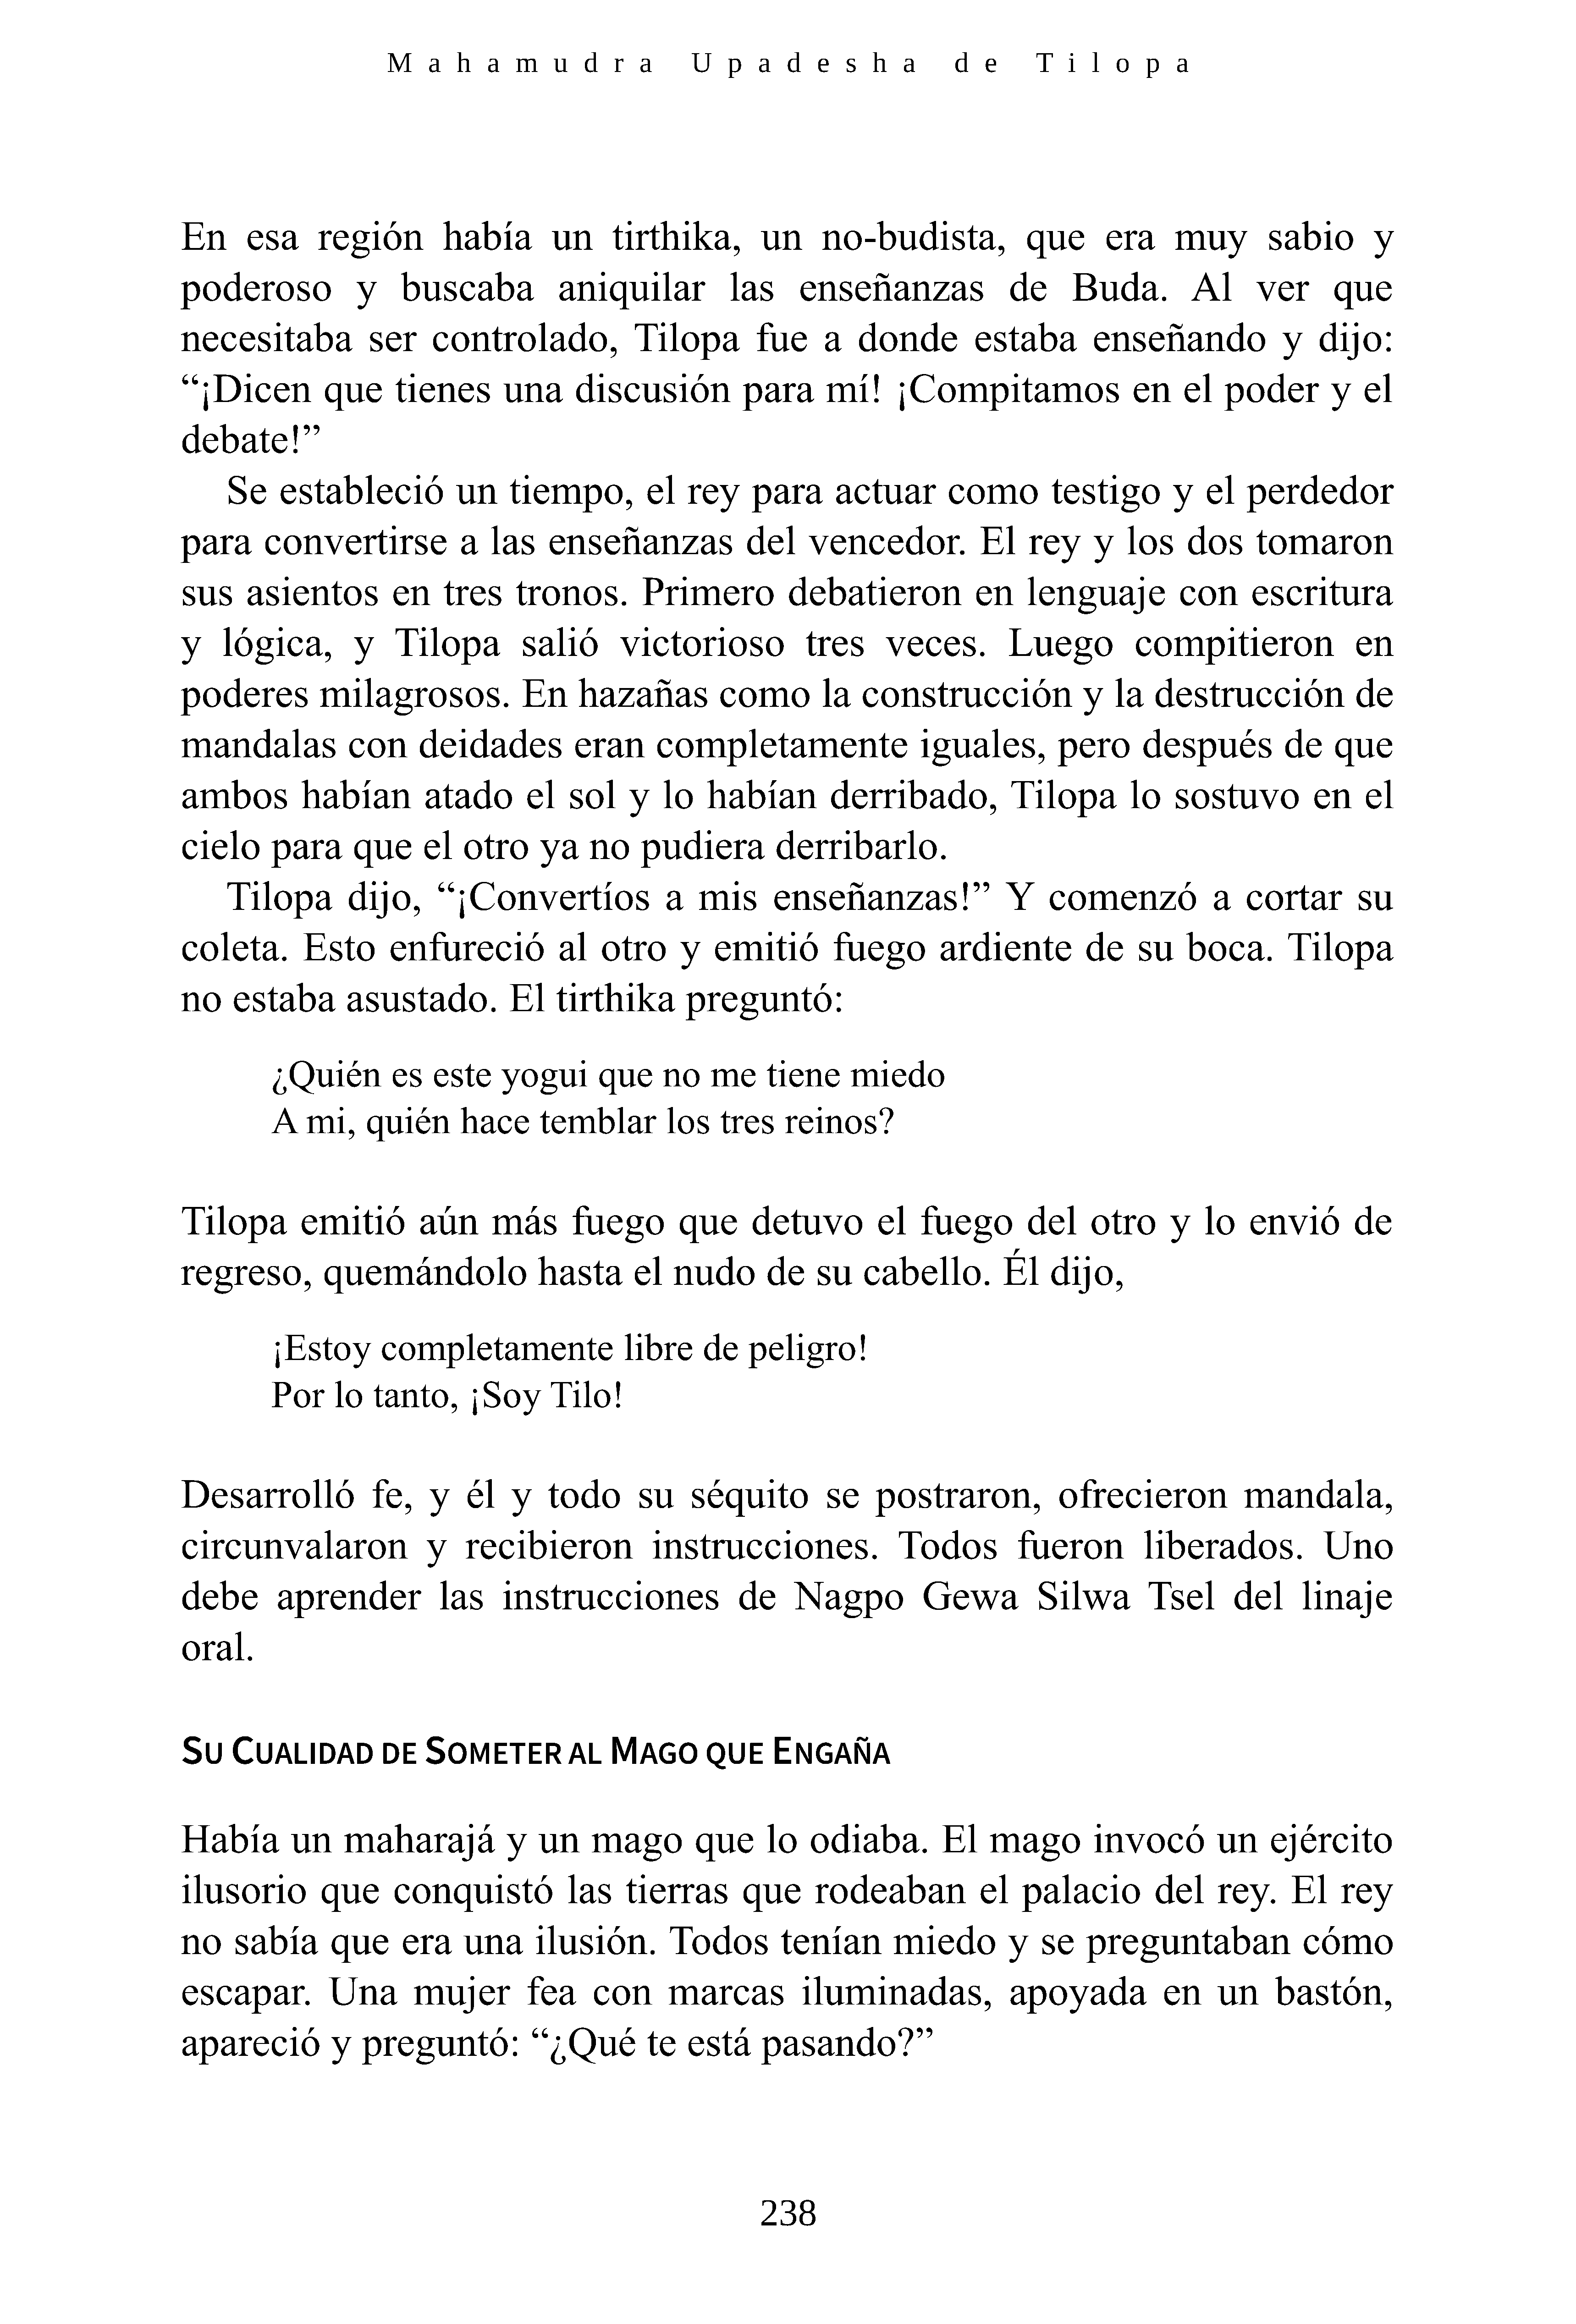 Mahamudra Upadesha de Tilopa
En esa región había un tirthika, un no-budista, que era muy sabio y
poderoso y buscaba aniquilar las enseñanzas de Buda. Al ver que
necesitaba ser controlado, Tilopa fue a donde estaba enseñando y dijo:
“¡Dicen que tienes una discusión para mí! ¡Compitamos en el poder y el
debate!”
Se estableció un tiempo, el rey para actuar como testigo y el perdedor
para convertirse a las enseñanzas del vencedor. El rey y los dos tomaron
sus asientos en tres tronos. Primero debatieron en lenguaje con escritura
y lógica, y Tilopa salió victorioso tres veces. Luego compitieron en
poderes milagrosos. En hazañas como la construcción y la destrucción de
mandalas con deidades eran completamente iguales, pero después de que
ambos habían atado el sol y lo habían derribado, Tilopa lo sostuvo en el
cielo para que el otro ya no pudiera derribarlo.
Tilopa dijo, “¡Convertíos a mis enseñanzas!” Y comenzó a cortar su
coleta. Esto enfureció al otro y emitió fuego ardiente de su boca. Tilopa
no estaba asustado. El tirthika preguntó:
¿Quién es este yogui que no me tiene miedo
A mi, quién hace temblar los tres reinos?
Tilopa emitió aún más fuego que detuvo el fuego del otro y lo envió de
regreso, quemándolo hasta el nudo de su cabello. Él dijo,
¡Estoy completamente libre de peligro!
Por lo tanto, ¡Soy Tilo!
Desarrolló fe, y él y todo su séquito se postraron, ofrecieron mandala,
circunvalaron y recibieron instrucciones. Todos fueron liberados. Uno
debe aprender las instrucciones de Nagpo Gewa Silwa Tsel del linaje
oral.
SU CUALIDAD DE SOMETER AL MAGO QUE ENGAÑA
Había un maharajá y un mago que lo odiaba. El mago invocó un ejército
ilusorio que conquistó las tierras que rodeaban el palacio del rey. El rey
no sabía que era una ilusión. Todos tenían miedo y se preguntaban cómo
escapar. Una mujer fea con marcas iluminadas, apoyada en un bastón,
apareció y preguntó: “¿Qué te está pasando?”
238